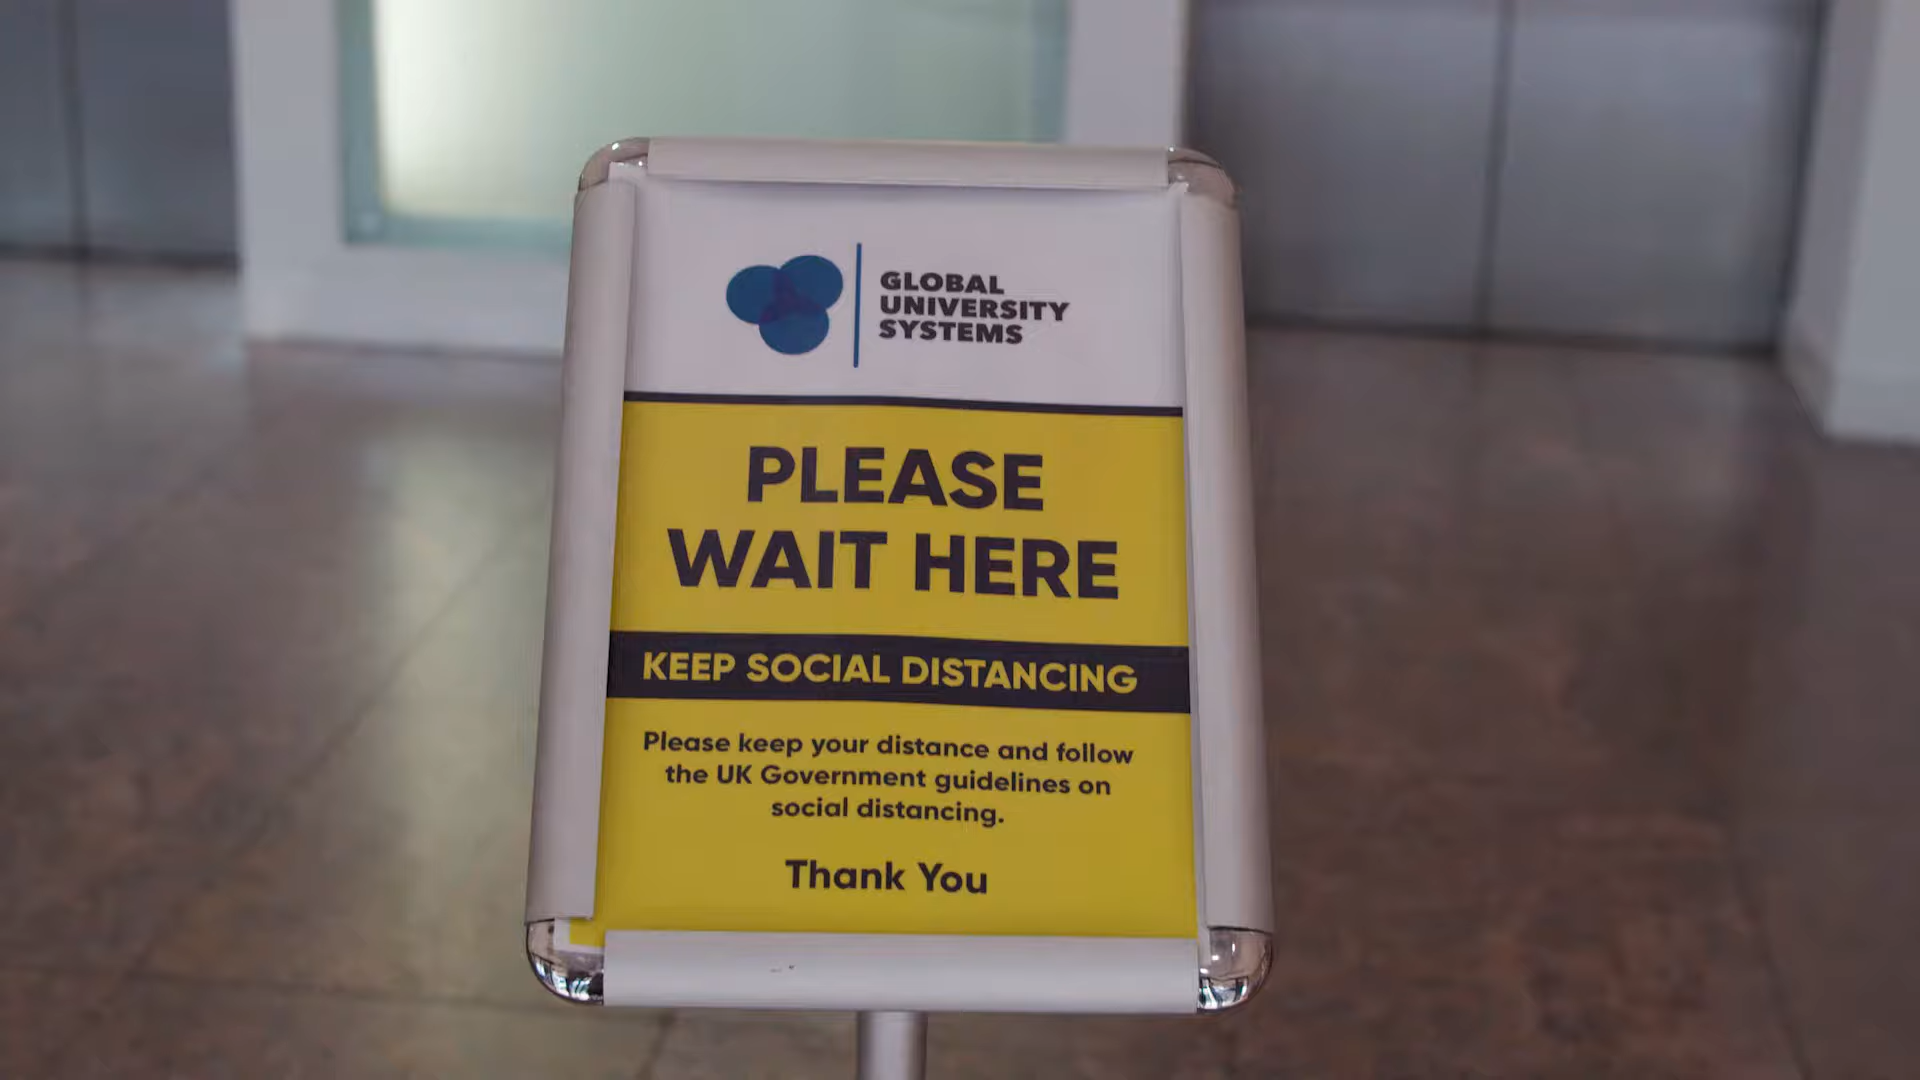 GLOBAL
UNIVERSITY
SYSTEMS
PLEASE
WAIT HERE
KEEP SOCIAL DISTANCING
Please keep your distance and follow
the UK Government guidelines on
social distancing.
Thank You